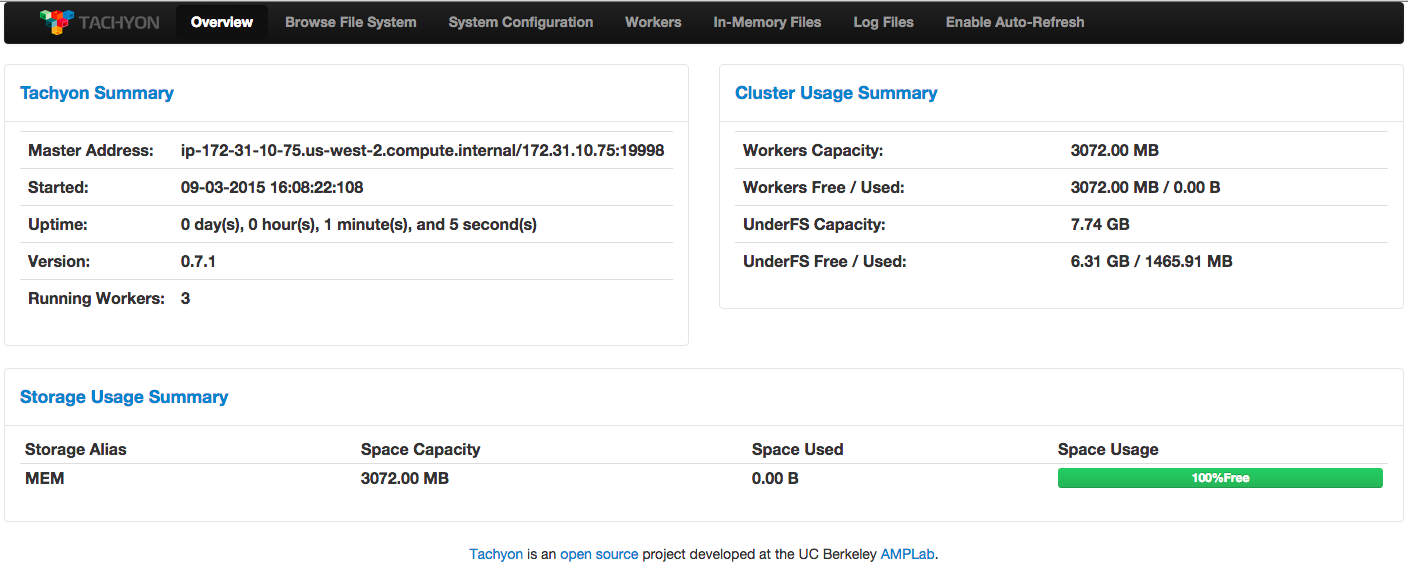 TACHYON Overview Browse File System System Configuration Workers In-Memory Files Log Files Enable Auto-Refresh
Tachyon Summary
Master Address: ip-172-31-10-75.us-west-2.compute.internal/172.31.10.75:19998
Started: 09-03-2015 16:08:22:108
Uptime: 0 day(s), 0 hour(s), 1 minute(s), and 5 second(s)
Version: 0.7.1
Running Workers: 3
Cluster Usage Summary
Workers Capacity: 3072.00 MB
Workers Free / Used: 3072.00 MB / 0.00 B
UnderFS Capacity: 7.74 GB
UnderFS Free / Used: 6.31 GB / 1465.91 MB
Storage Usage Summary
Storage Alias Space Capacity Space Used Space Usage
MEM 3072.00 MB 0.00 B 100%Free
Tachyon is an open source project developed at the UC Berkeley AMPLab.